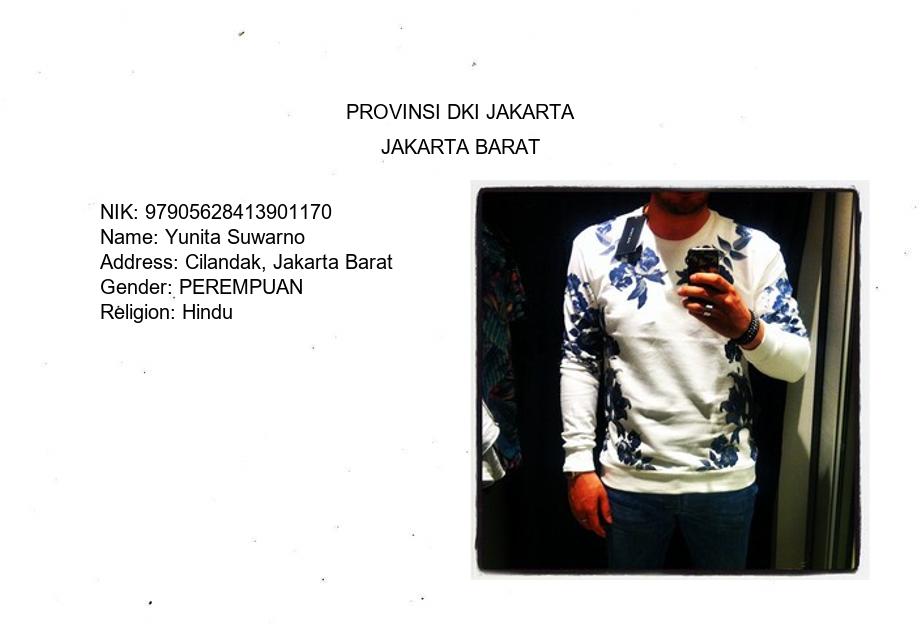 PROVINSI DKI JAKARTA
JAKARTA BARAT
NIK: 97905628413901170
Name: Yunita Suwarno
Address: Cilandak, Jakarta Barat
Gender: PEREMPUAN
Religion: Hindu